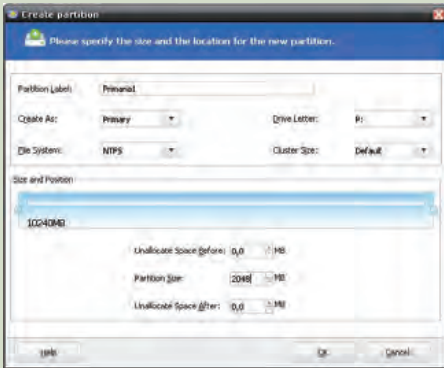 Create partition
Please specify the size and the location for the new partition.
Partition Label: Primaria1
Create As: Primary Drive Letter: P:
File System: NTFS Cluster Size: Default
Size and Position
10240MB
Unallocate Space Before: 0,0 MB
Partition Size: 2048 MB
Unallocate Space After: 0,0 MB
Help OK Cancel